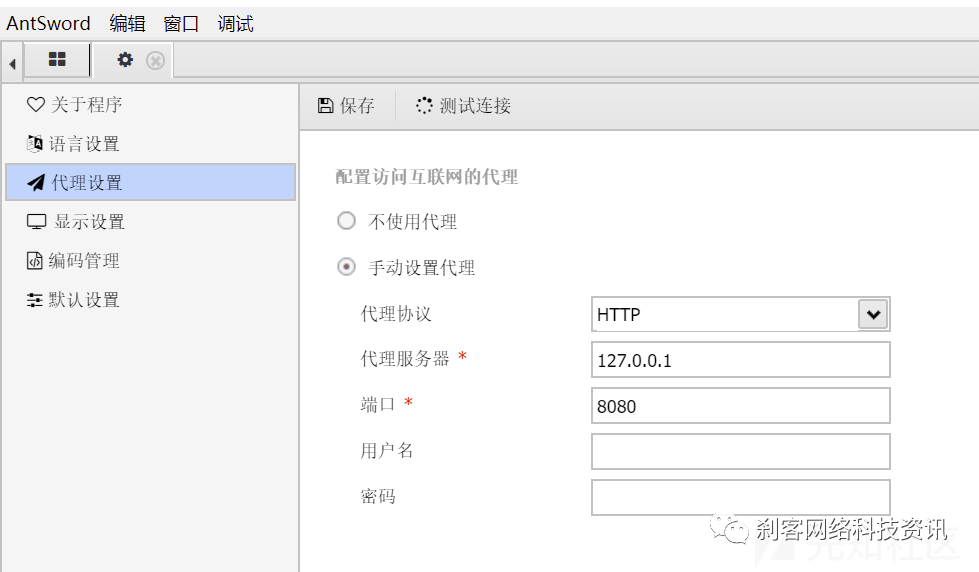 AntSword 编辑 窗口 调试
关于程序
语言设置
代理设置
显示设置
编码管理
默认设置
保存 测试连接
配置访问互联网的代理
不使用代理
手动设置代理
代理协议 HTTP
代理服务器 * 127.0.0.1
端口 * 8080
用户名
密码
刹客网络科技资讯
先知社区